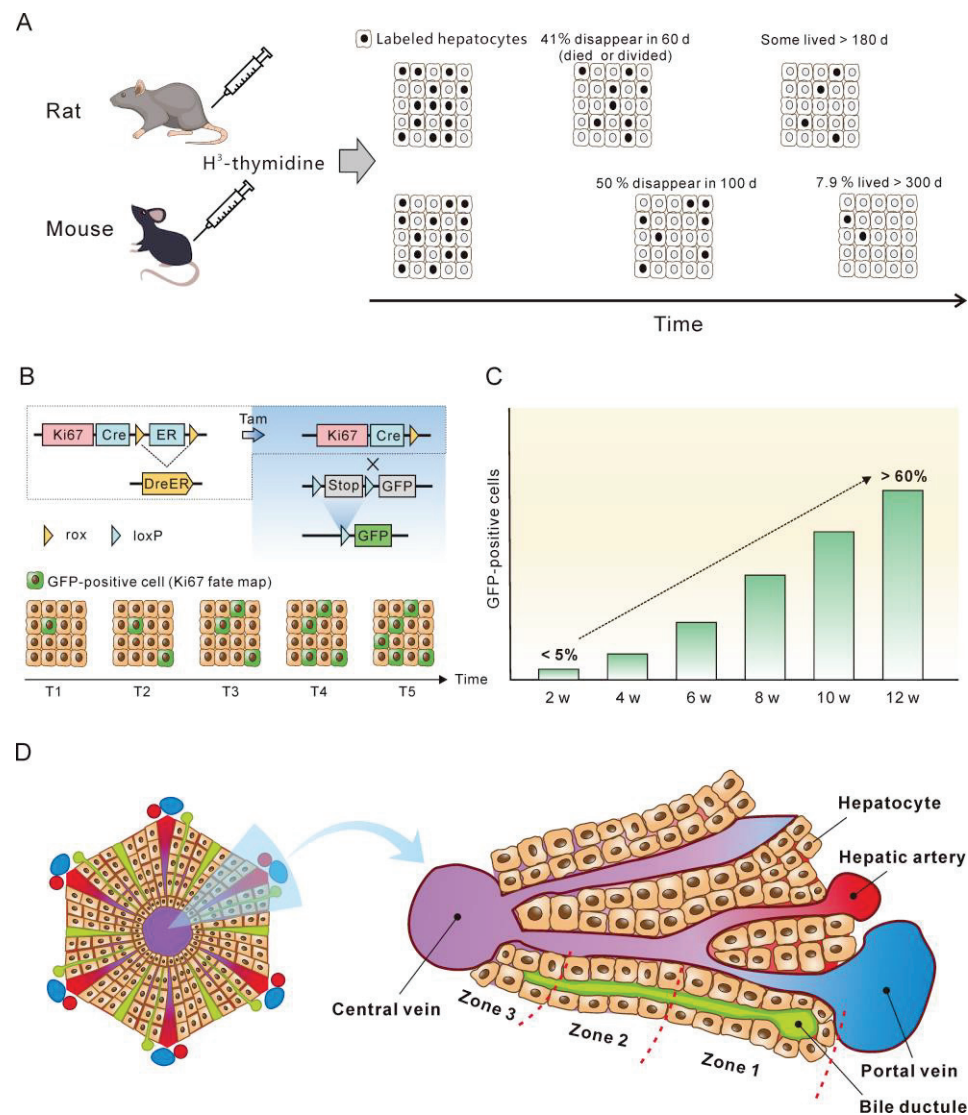 A
Labeled hepatocytes
41% disappear in 60 d
(died or divided)
Some lived > 180 d
Rat
H³-thymidine
50 % disappear in 100 d
7.9 % lived > 300 d
Mouse
Time
B
Ki67 Cre ER
Tam
Ki67 Cre
DreER
Stop GFP
GFP
rox
loxP
GFP-positive cell (Ki67 fate map)
T1 T2 T3 T4 T5
Time
C
GFP-positive cells
< 5%
> 60%
2 w 4 w 6 w 8 w 10 w 12 w
D
Hepatocyte
Hepatic artery
Central vein
Zone 3
Zone 2
Zone 1
Portal vein
Bile ductule